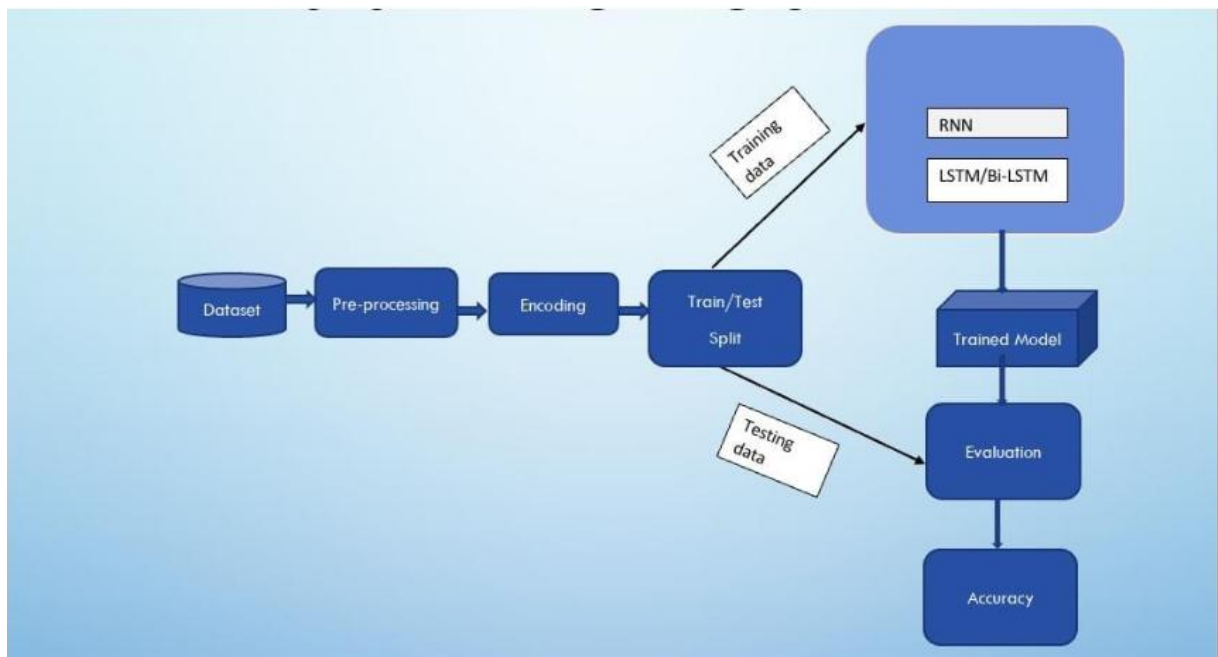 Dataset
Pre-processing
Encoding
Train/Test
Split
Training
data
RNN
LSTM/Bi-LSTM
Trained Model
Testing
data
Evaluation
Accuracy